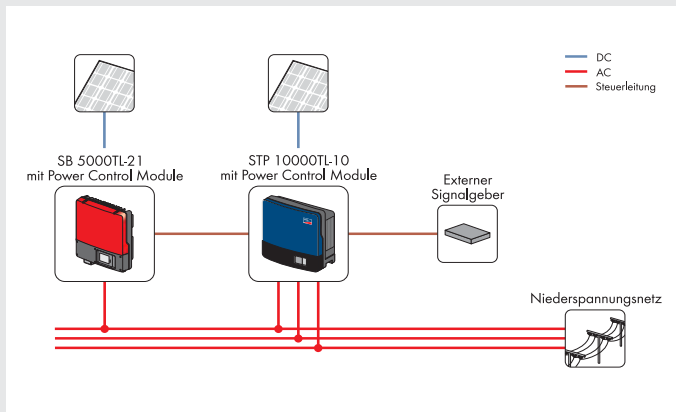 DC
AC
Steuerleitung
SB 5000TL-21
mit Power Control Module
STP 10000TL-10
mit Power Control Module
Externer
Signalgeber
Niederspannungsnetz